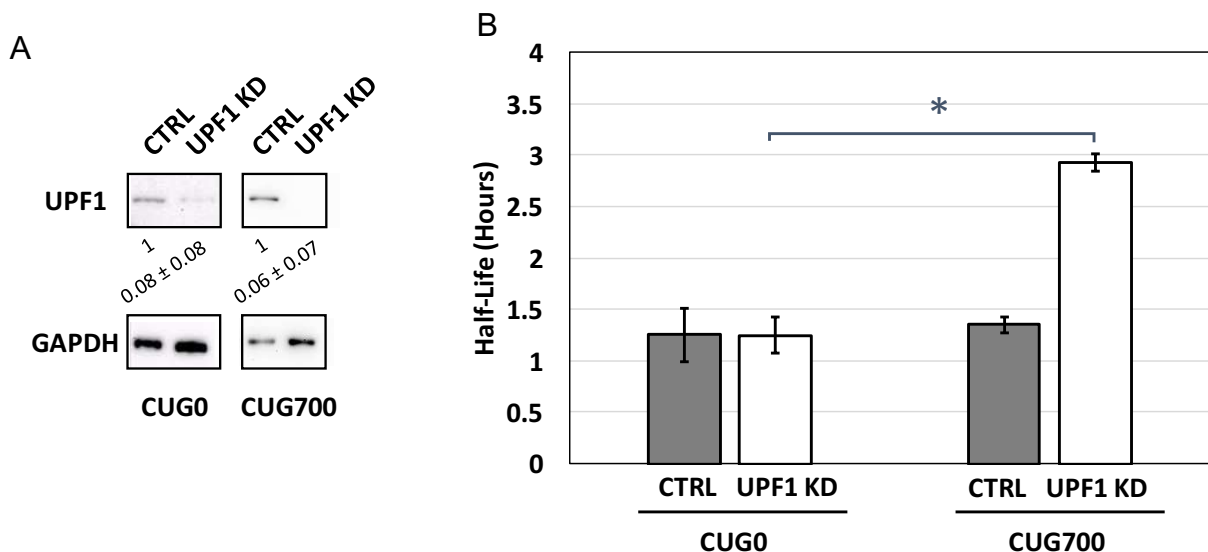 A
CTRL
UPF1 KD
CTRL
UPF1 KD
UPF1
1
0.08 ± 0.08
1
0.06 ± 0.07
GAPDH
CUG0
CUG700
B
Half-Life (Hours)
4
3.5
3
2.5
2
1.5
1
0.5
0
*
CTRL
UPF1 KD
CTRL
UPF1 KD
CUG0
CUG700